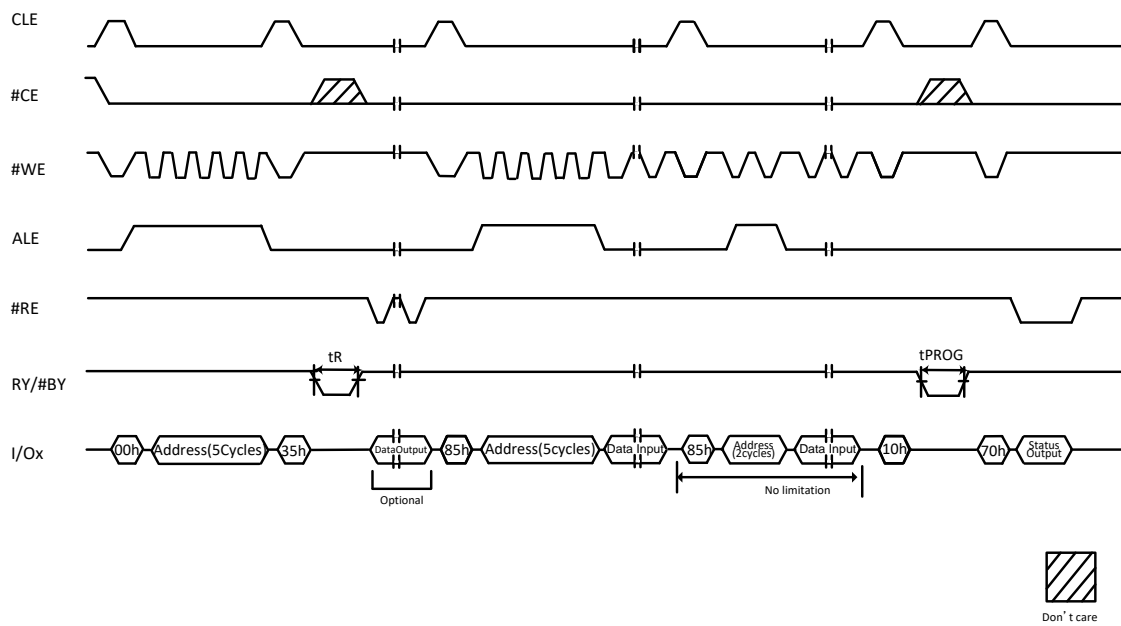 CLE
#CE
#WE
ALE
#RE
tR
tPROG
RY/#BY
I/Ox
00h
Address(5Cycles)
35h
DataOutput
85h
Address(5cycles)
Data Input
85h
Address
(2cycles)
Data Input
10h
70h
Status
Output
Optional
No limitation
Don't care